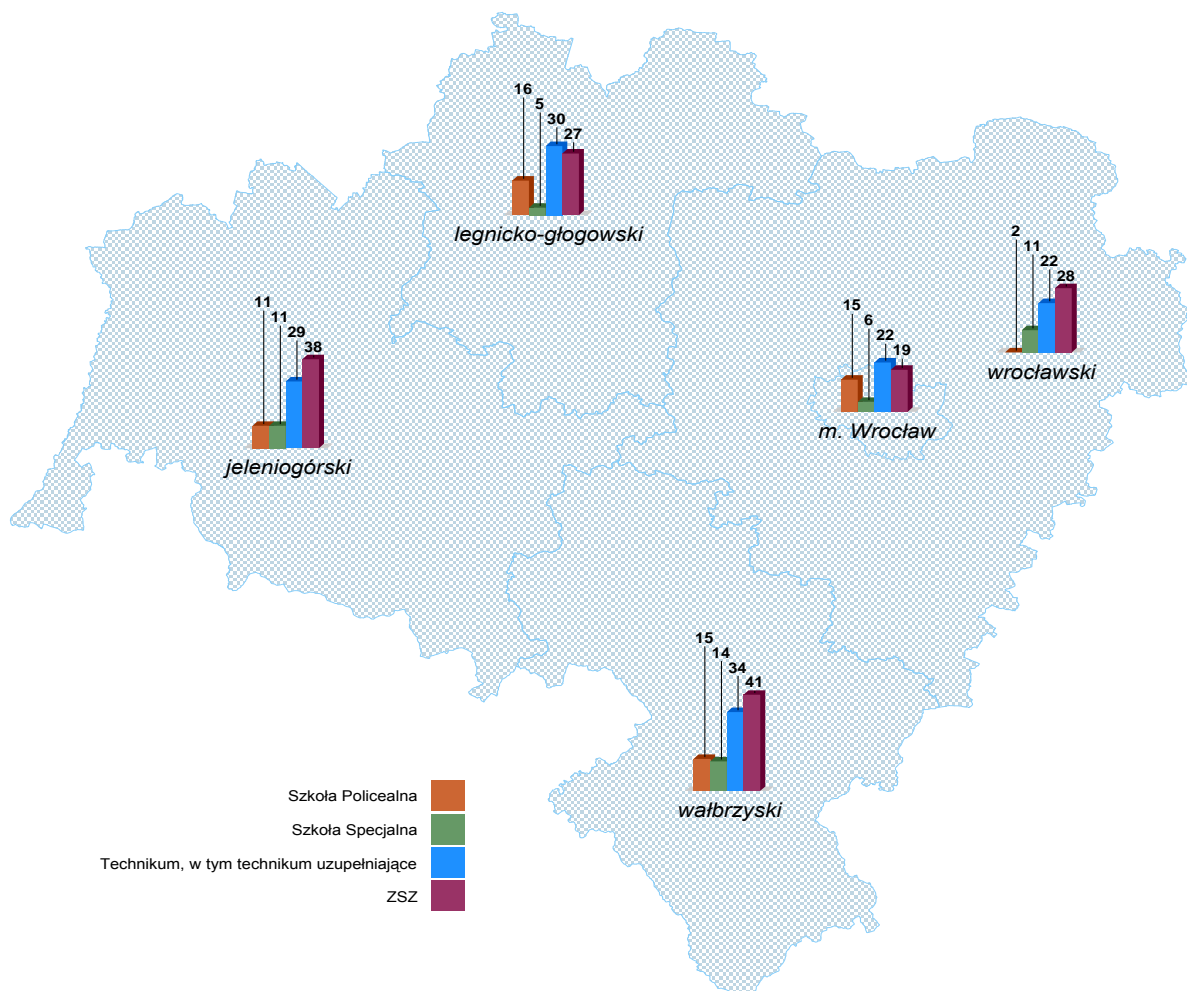 16
5
30
27
legnicko-głogowski
2
11
22
28
wrocławski
11
11
29
38
jeleniogórski
15
6
22
19
m. Wrocław
15
14
34
41
wałbrzyski
Szkoła Policealna
Szkoła Specjalna
Technikum, w tym technikum uzupełniające
ZSZ